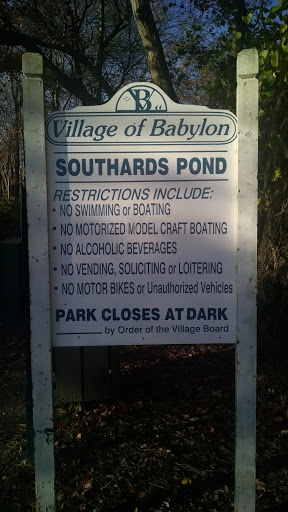 B
Village of Babylon
SOUTHARDS POND
RESTRICTIONS INCLUDE:
• NO SWIMMING or BOATING
• NO MOTORIZED MODEL CRAFT BOATING
• NO ALCOHOLIC BEVERAGES
• NO VENDING, SOLICITING or LOITERING
• NO MOTOR BIKES or Unauthorized Vehicles
PARK CLOSES AT DARK
by Order of the Village Board